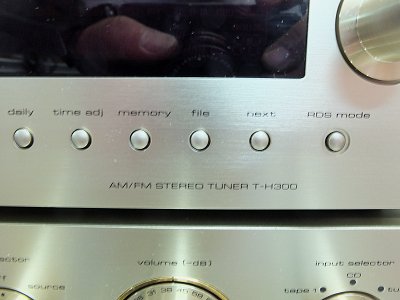 daily time adj memory file next RDS mode
AM/FM STEREO TUNER T-H300
volume (-dB) input selector
CD
source tape 1